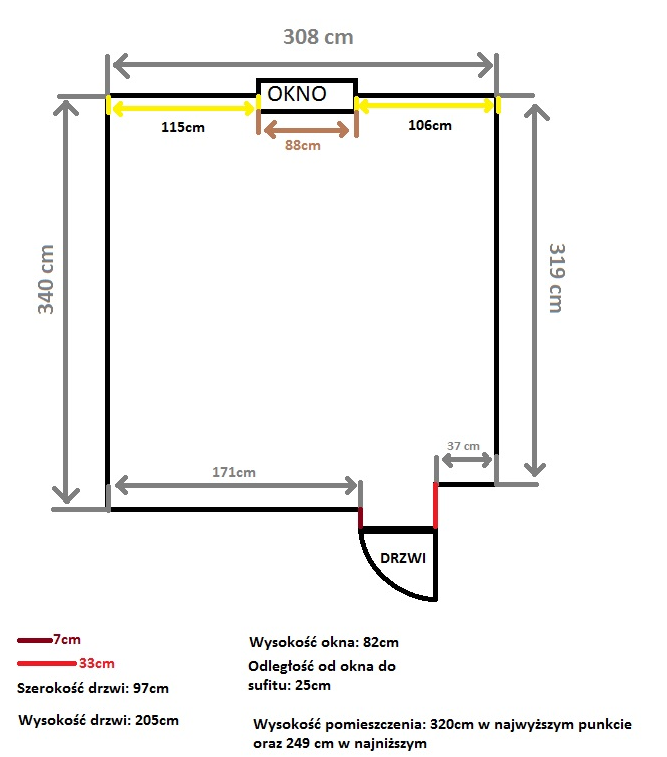 308 cm
OKNO
115cm
106cm
88cm
340 cm
319 cm
37 cm
171cm
DRZWI
7cm
33cm
Szerokość drzwi: 97cm
Wysokość drzwi: 205cm
Wysokość okna: 82cm
Odległość od okna do
sufitu: 25cm
Wysokość pomieszczenia: 320cm w najwyższym punkcie
oraz 249 cm w najniższym